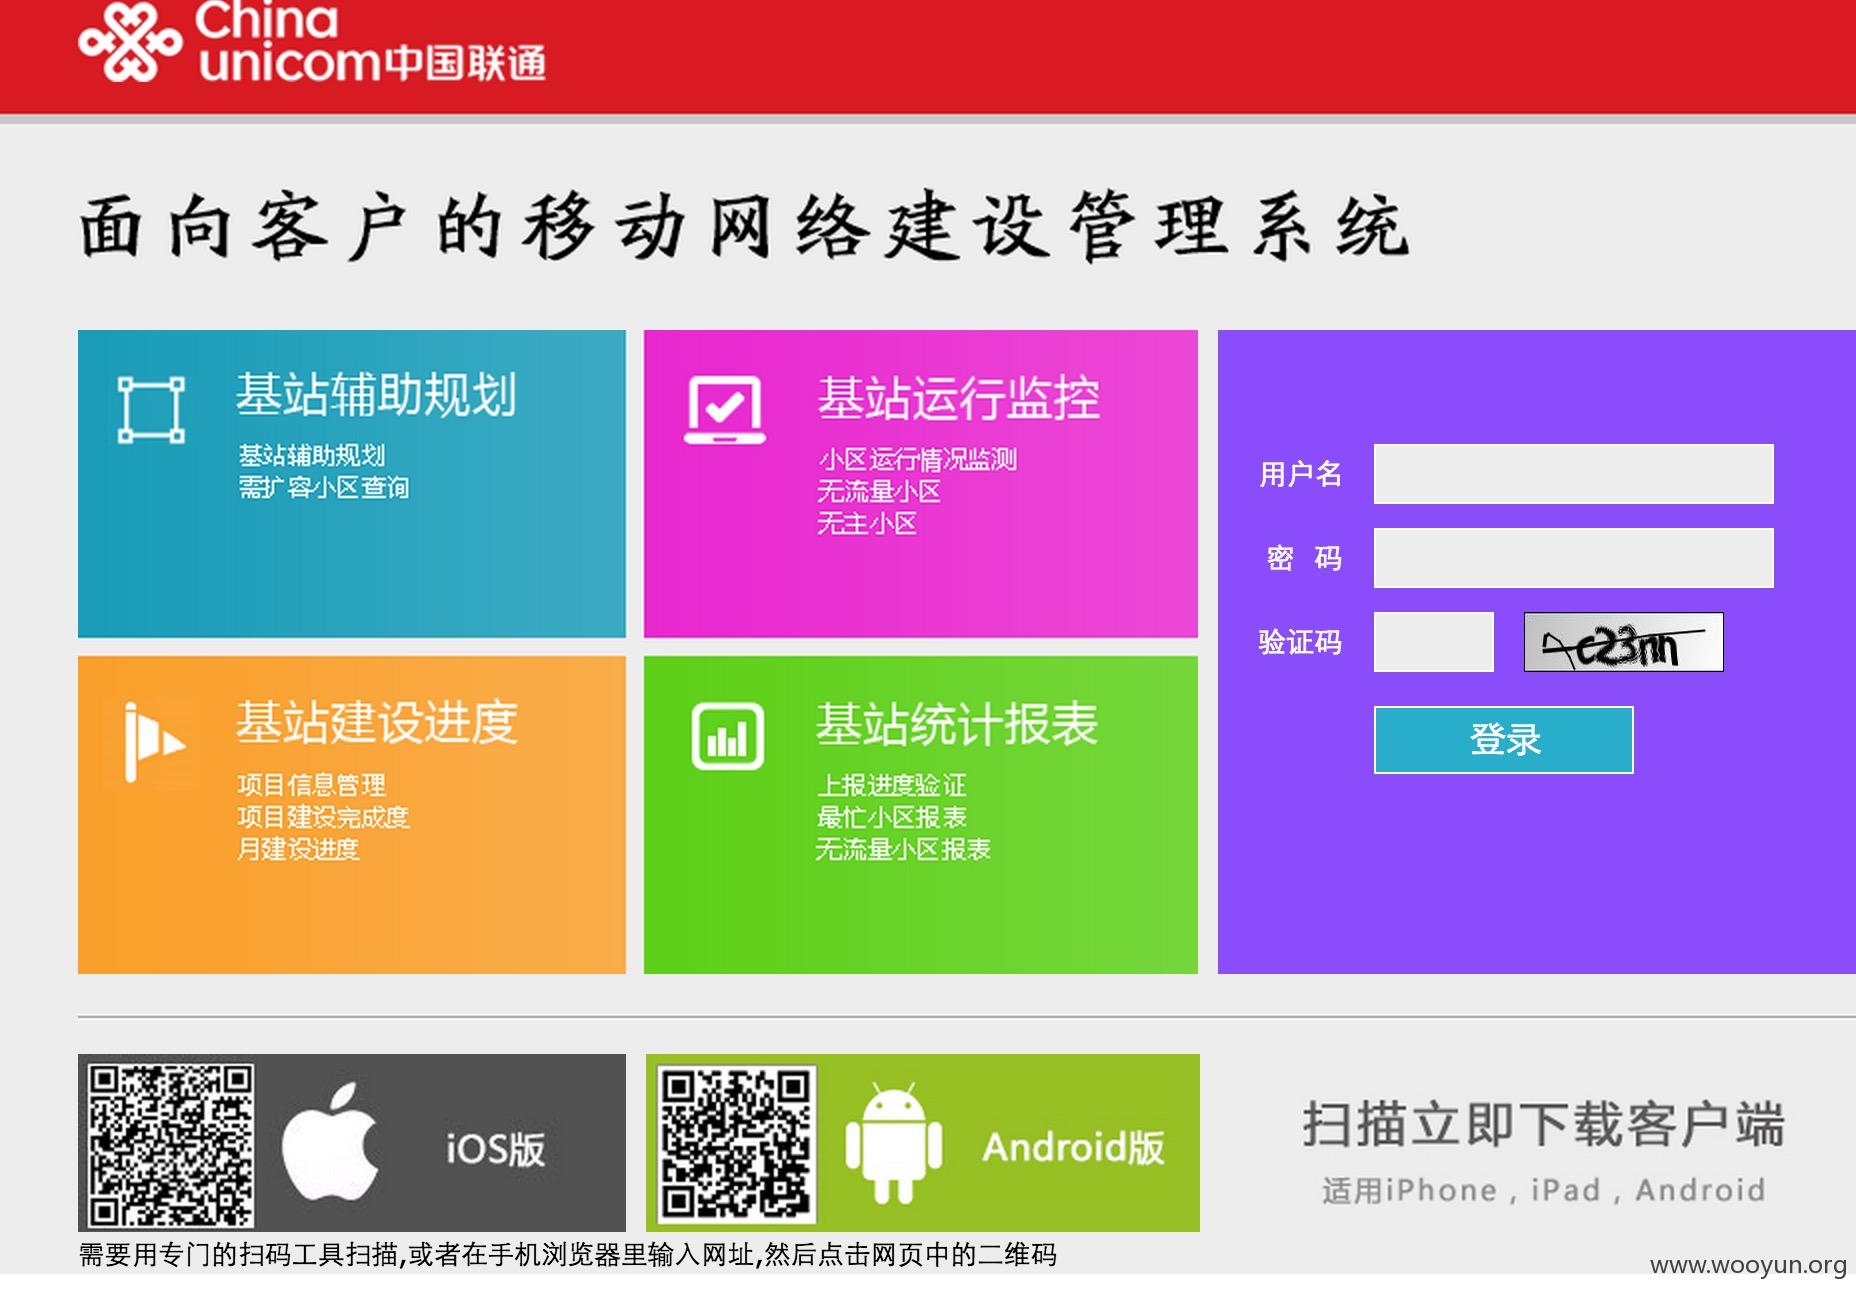 China
unicom中国联通
面向客户的移动网络建设管理系统
基站辅助规划
基站辅助规划
需扩容小区查询
基站运行监控
小区运行情况监测
无流量小区
无主小区
用户名
密 码
验证码
登录
基站建设进度
项目信息管理
项目建设完成度
月建设进度
基站统计报表
上报进度验证
最忙小区报表
无流量小区报表
iOS版
Android版
扫描立即下载客户端
适用iPhone , iPad , Android
需要用专门的扫码工具扫描,或者在手机浏览器里输入网址,然后点击网页中的二维码
www.wooyun.org